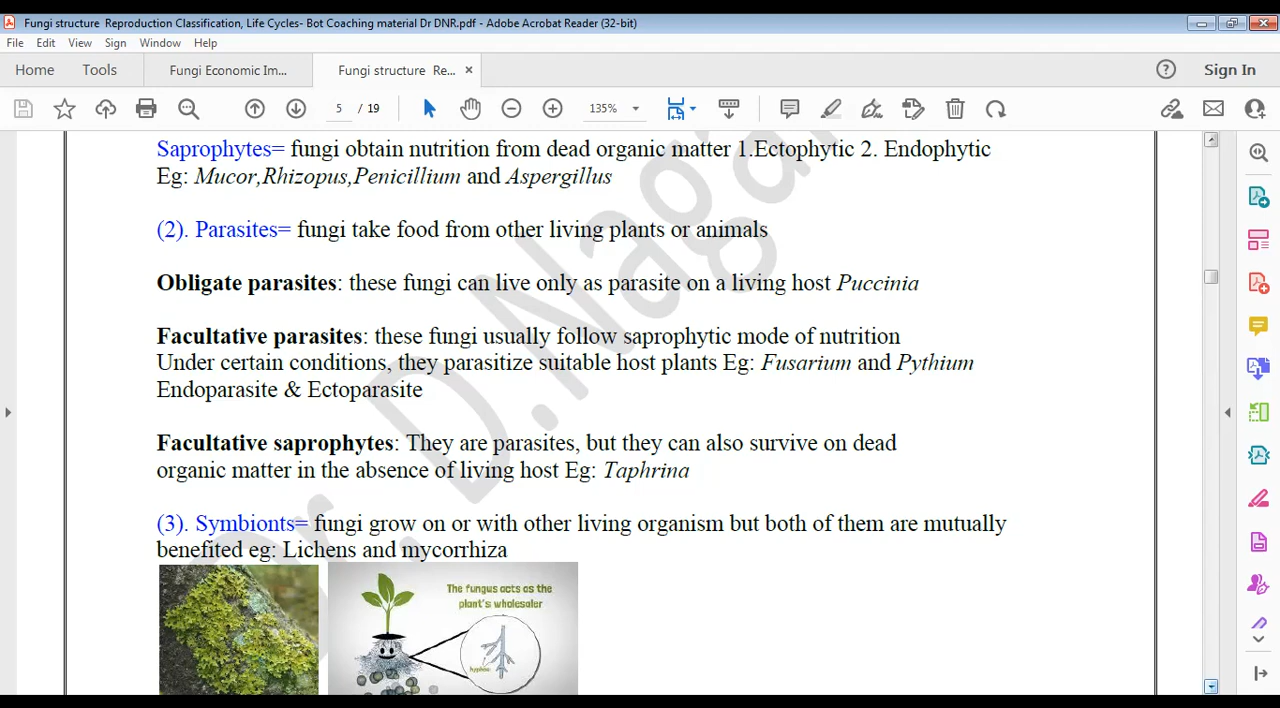 Fungi structure  Reproduction Classification, Life Cycles- Bot Coaching material Dr DNR.pdf - Adobe Acrobat Reader (32-bit)
File Edit View Sign Window Help
Home Tools Fungi Economic Im... Fungi structure  Re... × Sign In
5 / 19 135%
Saprophytes= fungi obtain nutrition from dead organic matter 1.Ectophytic 2. Endophytic
Eg: Mucor,Rhizopus,Penicillium and Aspergillus
(2). Parasites= fungi take food from other living plants or animals
Obligate parasites: these fungi can live only as parasite on a living host Puccinia
Facultative parasites: these fungi usually follow saprophytic mode of nutrition
Under certain conditions, they parasitize suitable host plants Eg: Fusarium and Pythium
Endoparasite & Ectoparasite
Facultative saprophytes: They are parasites, but they can also survive on dead
organic matter in the absence of living host Eg: Taphrina
(3). Symbionts= fungi grow on or with other living organism but both of them are mutually
benefited eg: Lichens and mycorrhiza
The fungus acts as the
plant's wholesaler
hyphae
Dr. D.Naga